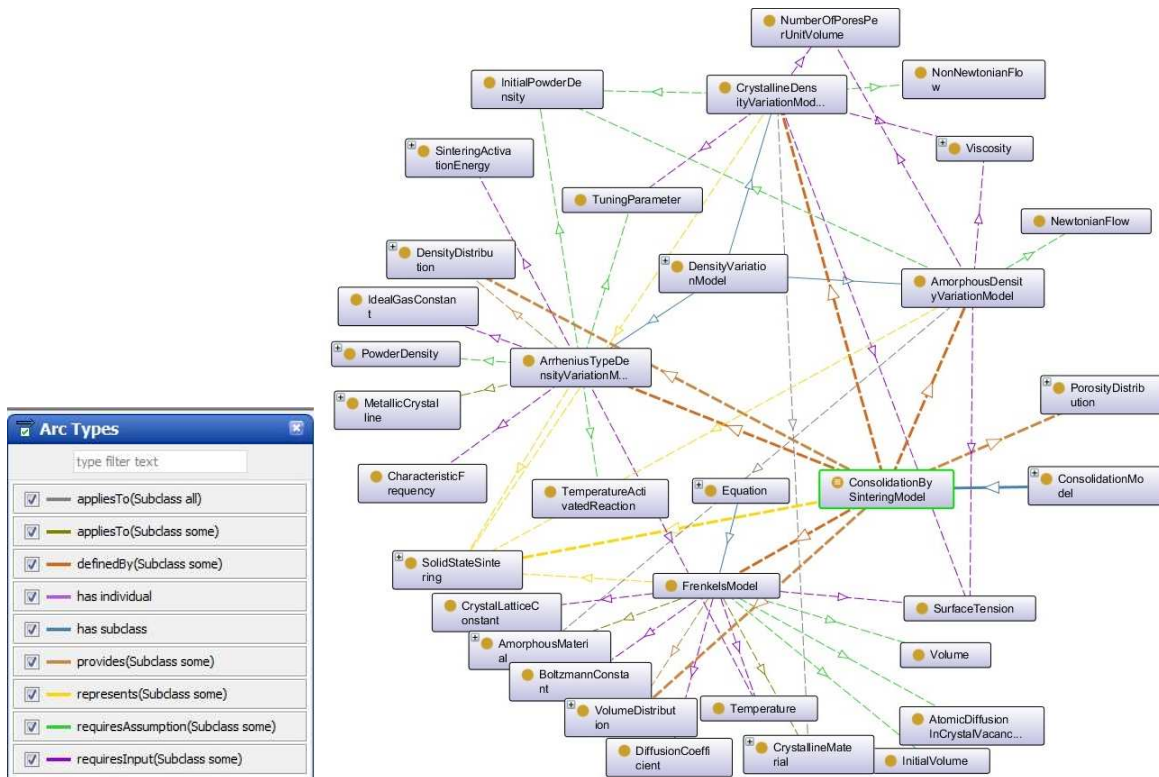 NumberOfPoresPe
rUnitVolume
InitialPowderDe
nsity
CrystallineDens
ityVariationMod...
NonNewtonianFlo
w
SinteringActiva
tionEnergy
Viscosity
TuningParameter
NewtonianFlow
DensityDistribu
tion
DensityVariatio
nModel
AmorphousDensit
yVariationModel
IdealGasConstan
t
PowderDensity
ArrheniusTypeDe
nsityVariationM...
MetallicCrystal
line
PorosityDistrib
ution
CharacteristicF
requency
TemperatureActi
vatedReaction
Equation
ConsolidationBy
SinteringModel
ConsolidationMo
del
SolidStateSinte
ring
FrenkelsModel
CrystalLatticeC
onstant
SurfaceTension
AmorphousMateri
al
Volume
BoltzmannConsta
nt
VolumeDistribut
ion
Temperature
AtomicDiffusion
InCrystalVacanc...
DiffusionCoeffi
cient
CrystallineMate
rial
InitialVolume
Arc Types
type filter text
appliesTo(Subclass all)
appliesTo(Subclass some)
definedBy(Subclass some)
has individual
has subclass
provides(Subclass some)
represents(Subclass some)
requiresAssumption(Subclass some)
requiresInput(Subclass some)